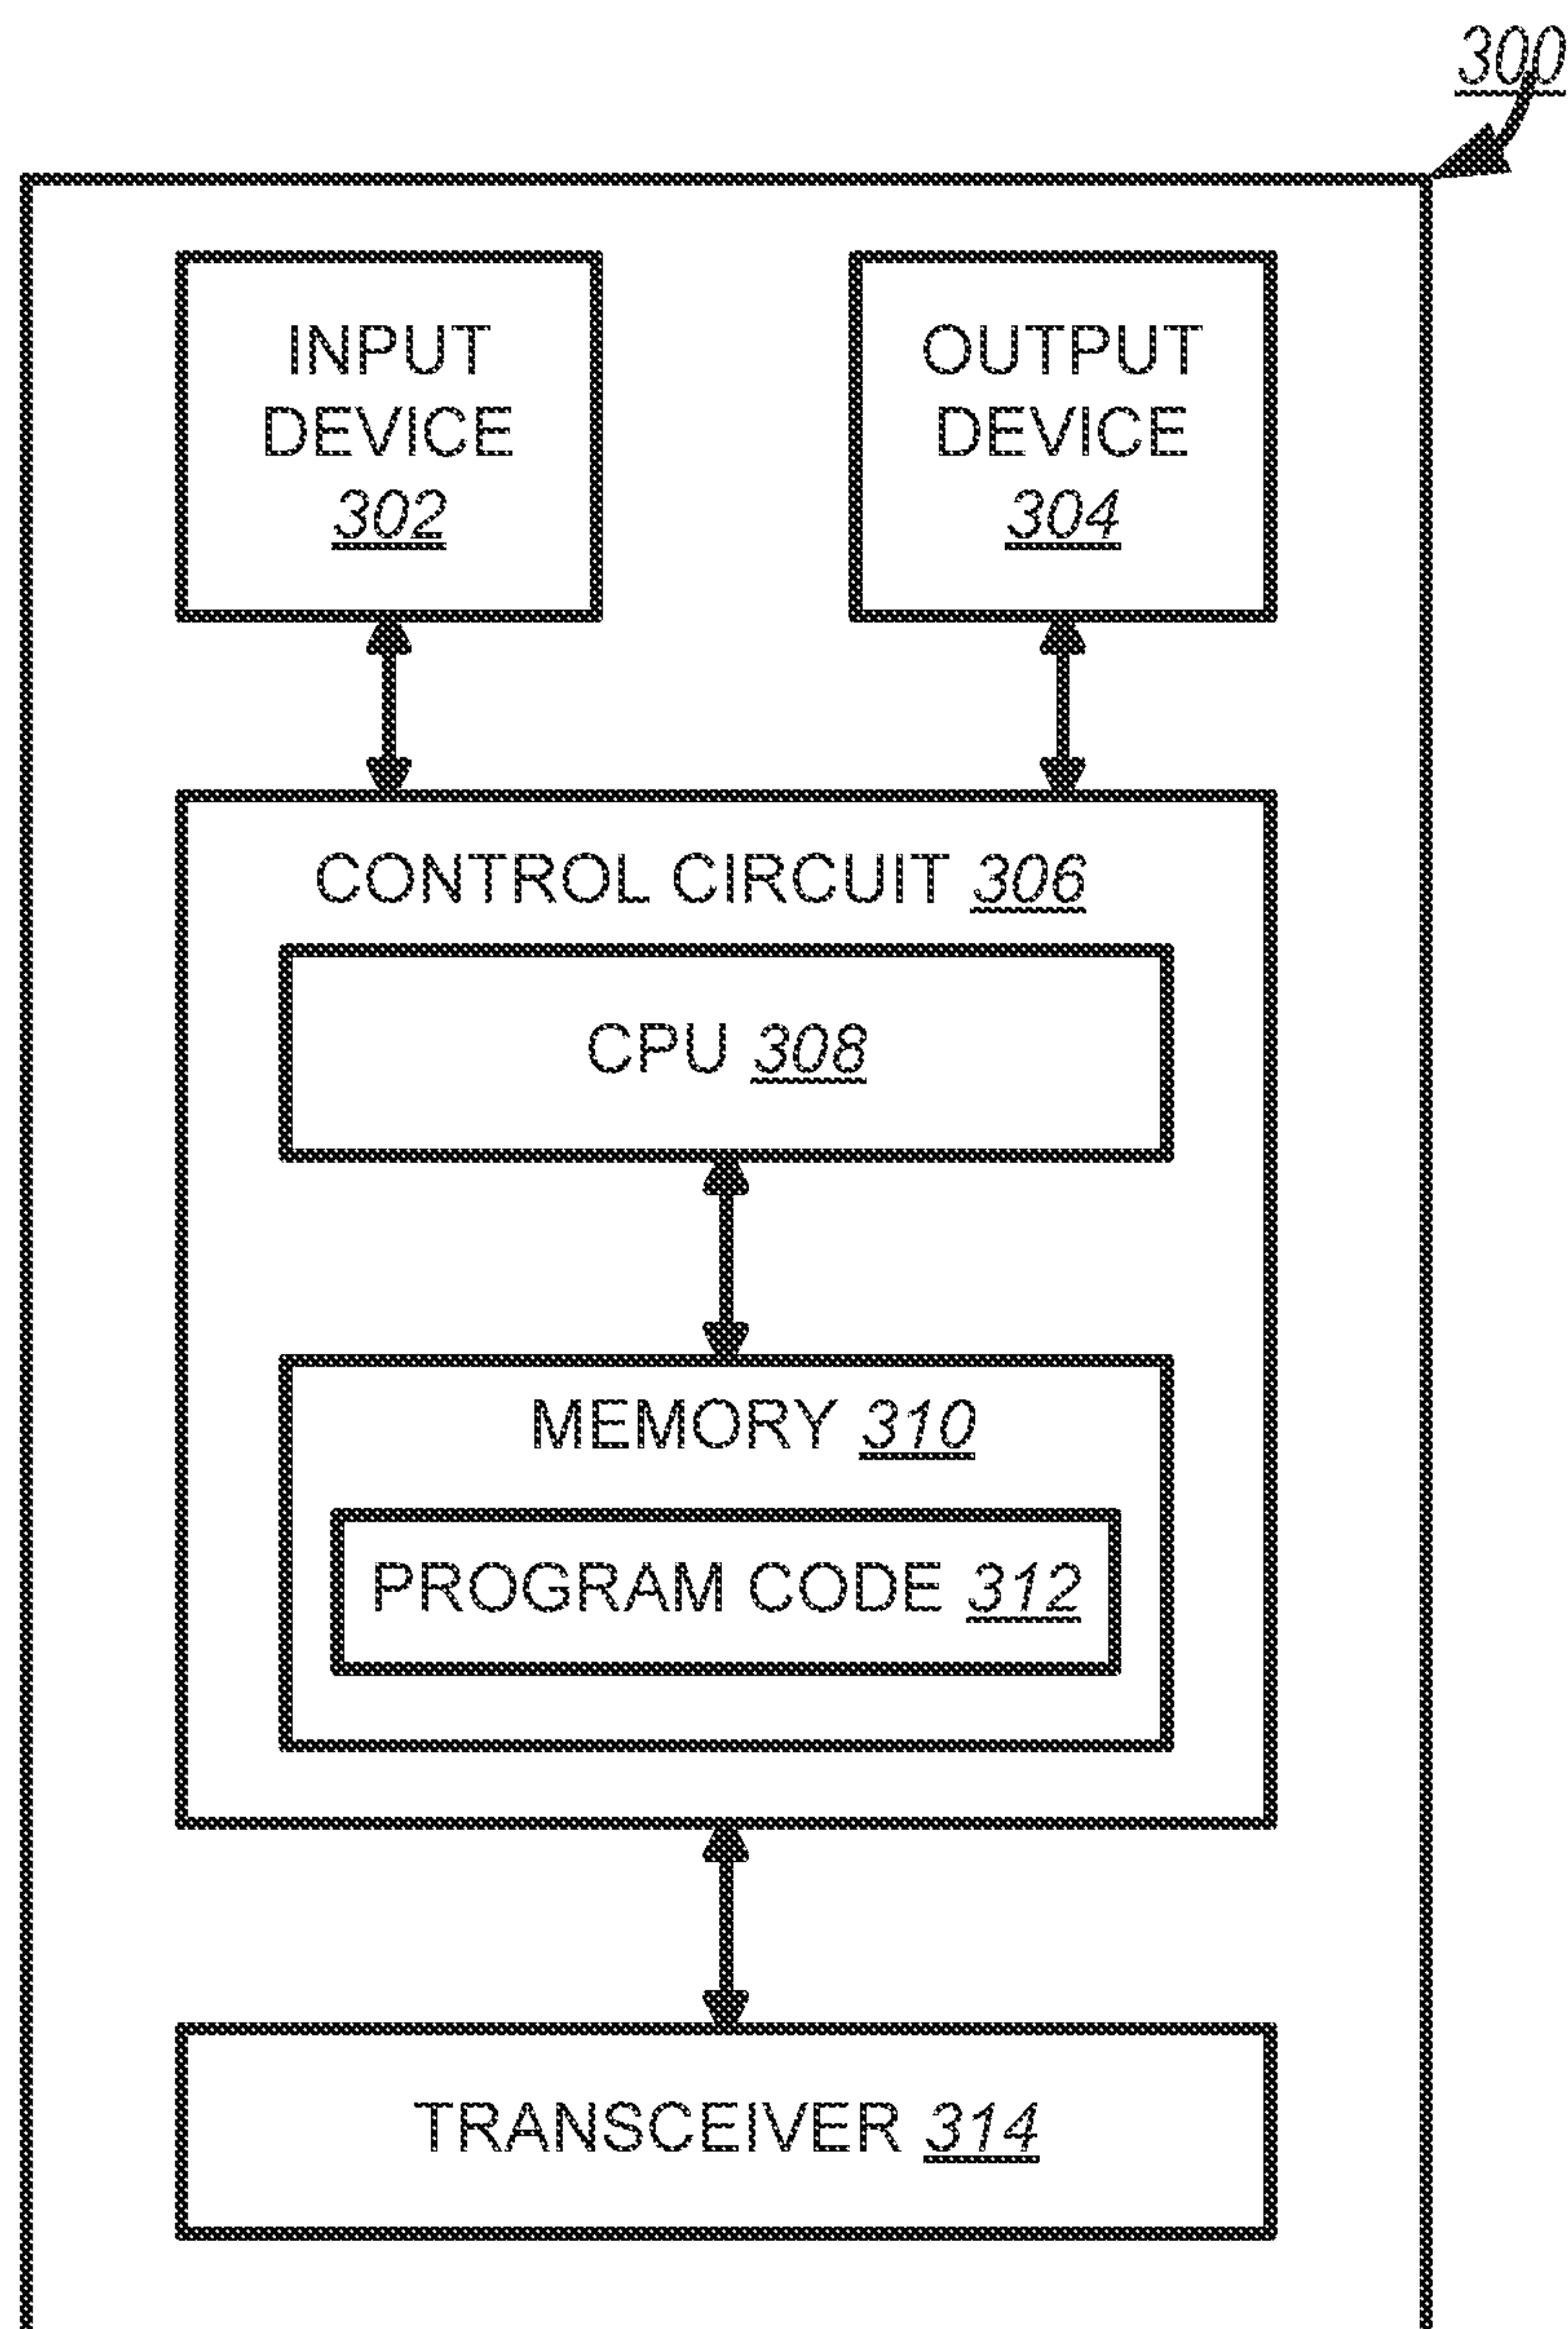 300
INPUT
DEVICE
302
OUTPUT
DEVICE
304
CONTROL CIRCUIT 306
CPU 308
MEMORY 310
PROGRAM CODE 312
TRANSCEIVER 314